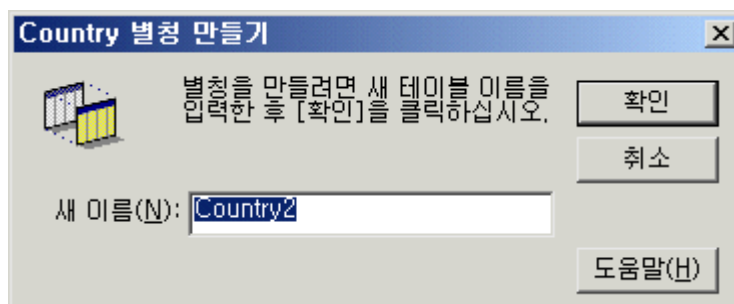 Country 별칭 만들기
별칭을 만들려면 새 테이블 이름을
입력한 후 [확인]을 클릭하십시오.
확인
취소
새 이름(N): Country2
도움말(H)